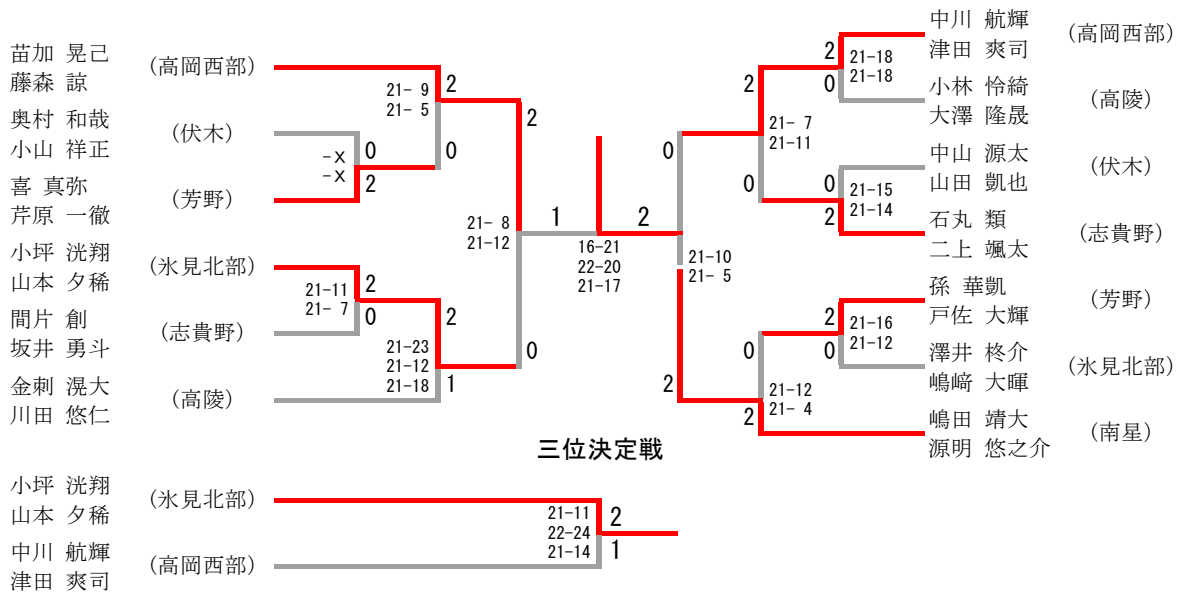 苗加 晃己
藤森 諒
(高岡西部)
奥村 和哉
小山 祥正
(伏木)
喜 真弥
芹原 一徹
(芳野)
小坪 洸翔
山本 夕稀
(氷見北部)
間片 創
坂井 勇斗
(志貴野)
金刺 滉大
川田 悠仁
(高陵)
21- 9
21- 5
2
0
-X
-X
0
2
21-11
21- 7
2
0
21-23
21-12
21-18
2
1
21- 8
21-12
2
0
1
2
16-21
22-20
21-17
21-10
21- 5
0
2
21- 7
21-11
2
0
21-12
21- 4
0
2
21-18
21-18
2
0
21-15
21-14
0
2
21-16
21-12
2
0
中川 航輝
津田 爽司
(高岡西部)
小林 怜綺
大澤 隆晟
(高陵)
中山 源太
山田 凱也
(伏木)
石丸 類
二上 颯太
(志貴野)
孫 華凱
戸佐 大輝
(芳野)
澤井 柊介
嶋﨑 大暉
(氷見北部)
嶋田 靖大
源明 悠之介
(南星)
三位決定戦
小坪 洸翔
山本 夕稀
(氷見北部)
中川 航輝
津田 爽司
(高岡西部)
21-11
22-24
21-14
2
1